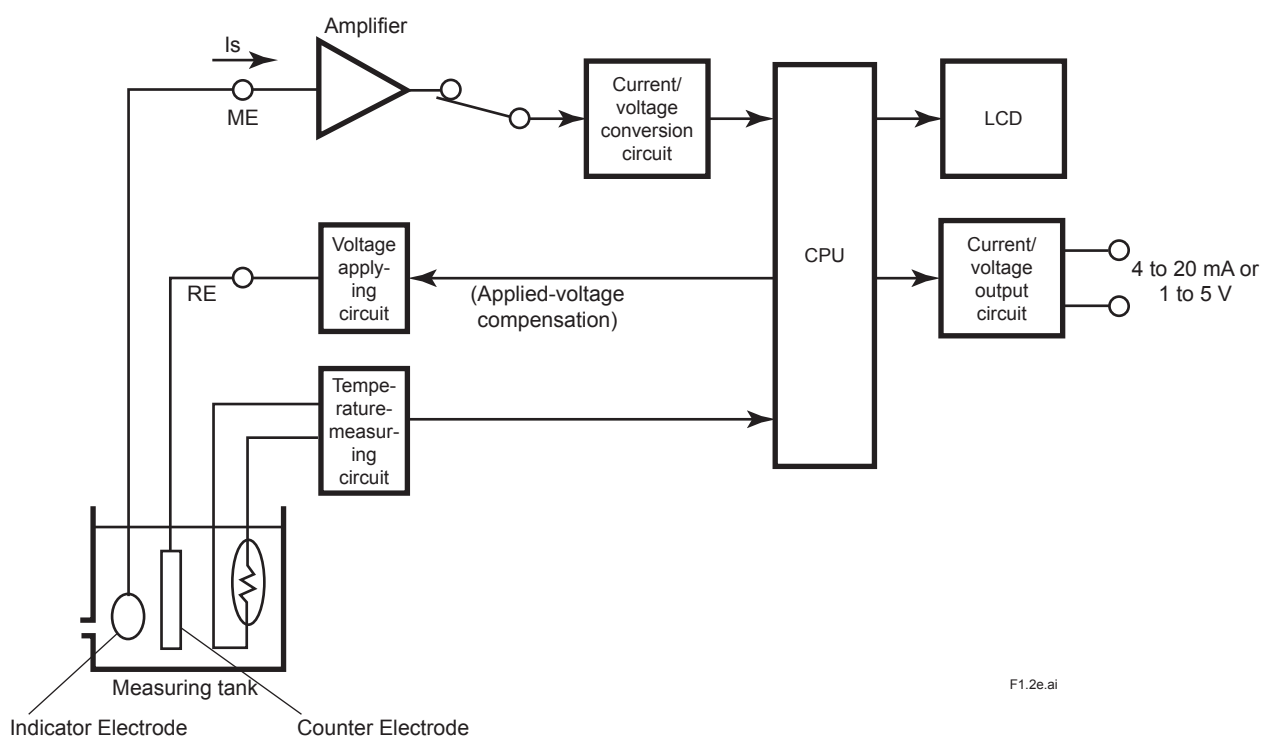 Amplifier
Is
ME
Current/
voltage
conversion
circuit
LCD
CPU
Voltage
apply-
ing
circuit
RE
(Applied-voltage
compensation)
Current/
voltage
output
circuit
4 to 20 mA or
1 to 5 V
Tempe-
rature-
measur-
ing
circuit
Measuring tank
Indicator Electrode
Counter Electrode
F1.2e.ai